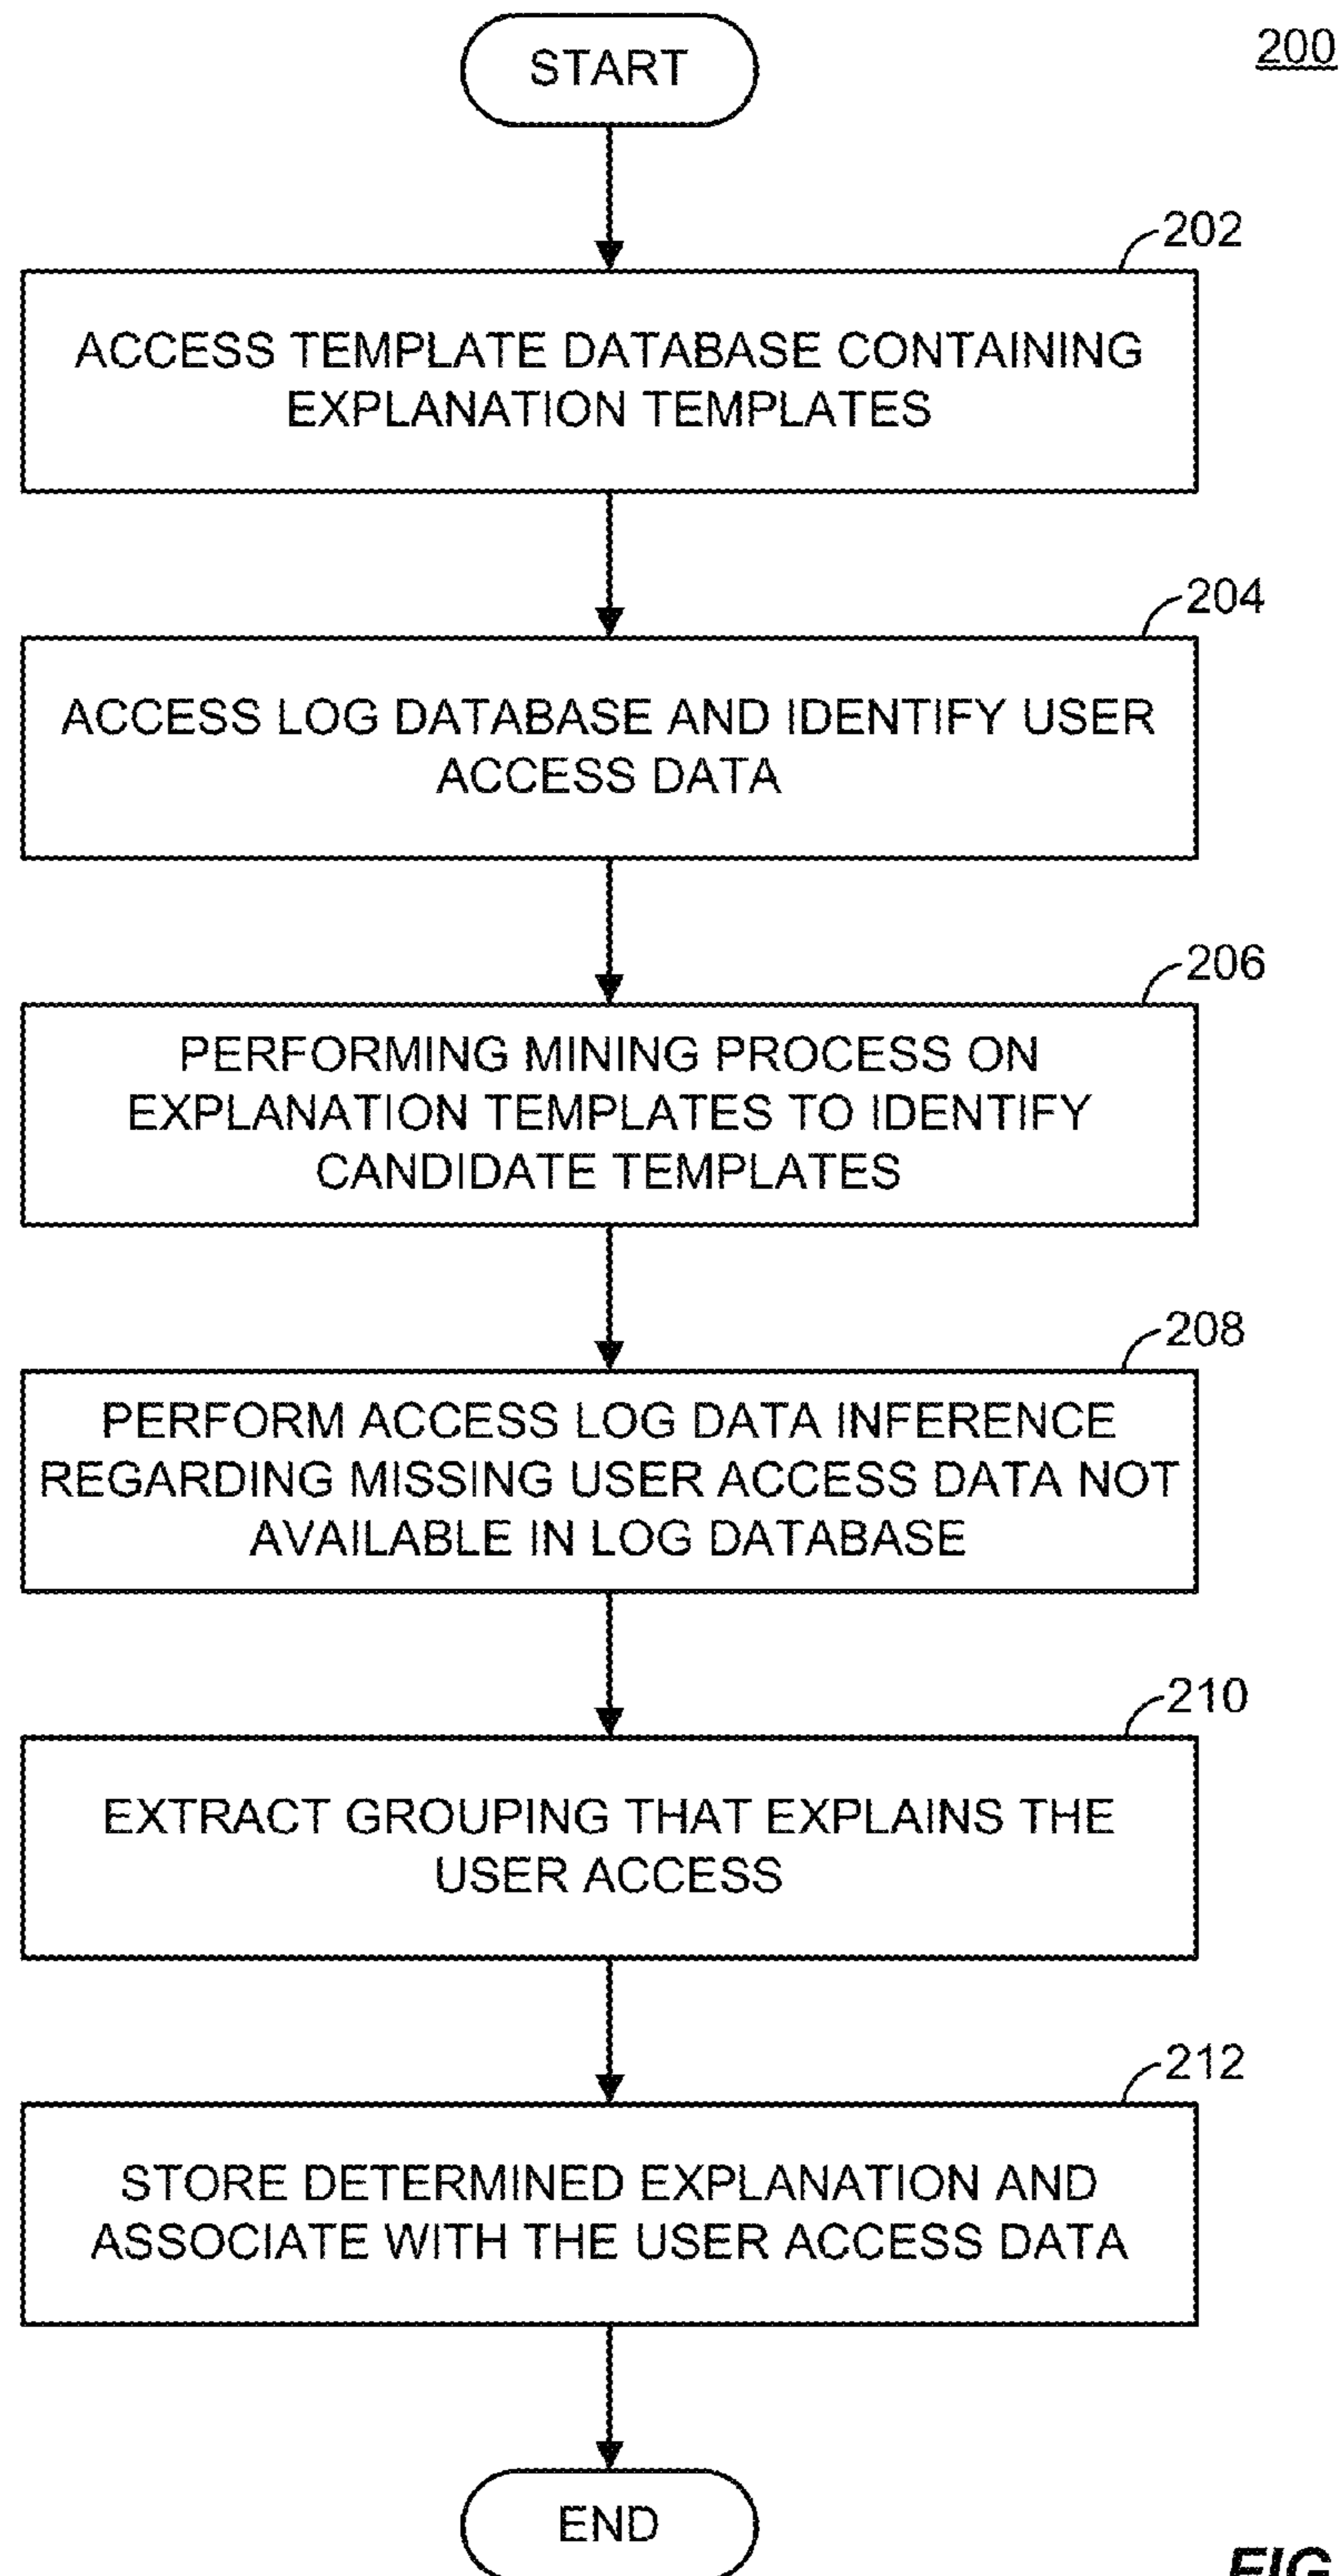 200
START
202
ACCESS TEMPLATE DATABASE CONTAINING
EXPLANATION TEMPLATES
204
ACCESS LOG DATABASE AND IDENTIFY USER
ACCESS DATA
206
PERFORMING MINING PROCESS ON
EXPLANATION TEMPLATES TO IDENTIFY
CANDIDATE TEMPLATES
208
PERFORM ACCESS LOG DATA INFERENCE
REGARDING MISSING USER ACCESS DATA NOT
AVAILABLE IN LOG DATABASE
210
EXTRACT GROUPING THAT EXPLAINS THE
USER ACCESS
212
STORE DETERMINED EXPLANATION AND
ASSOCIATE WITH THE USER ACCESS DATA
END
FIG